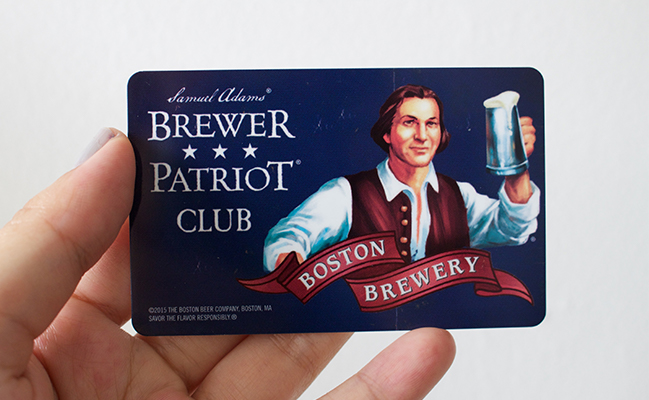 Samuel Adams®
BREWER
PATRIOT®
CLUB
BOSTON
BREWERY
®
©2015 THE BOSTON BEER COMPANY, BOSTON, MA
SAVOR THE FLAVOR RESPONSIBLY.®